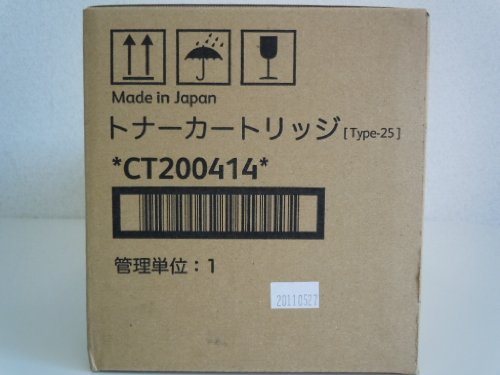 Made in Japan
トナーカートリッジ [Type-25]
*CT200414*
管理単位：1
20110527